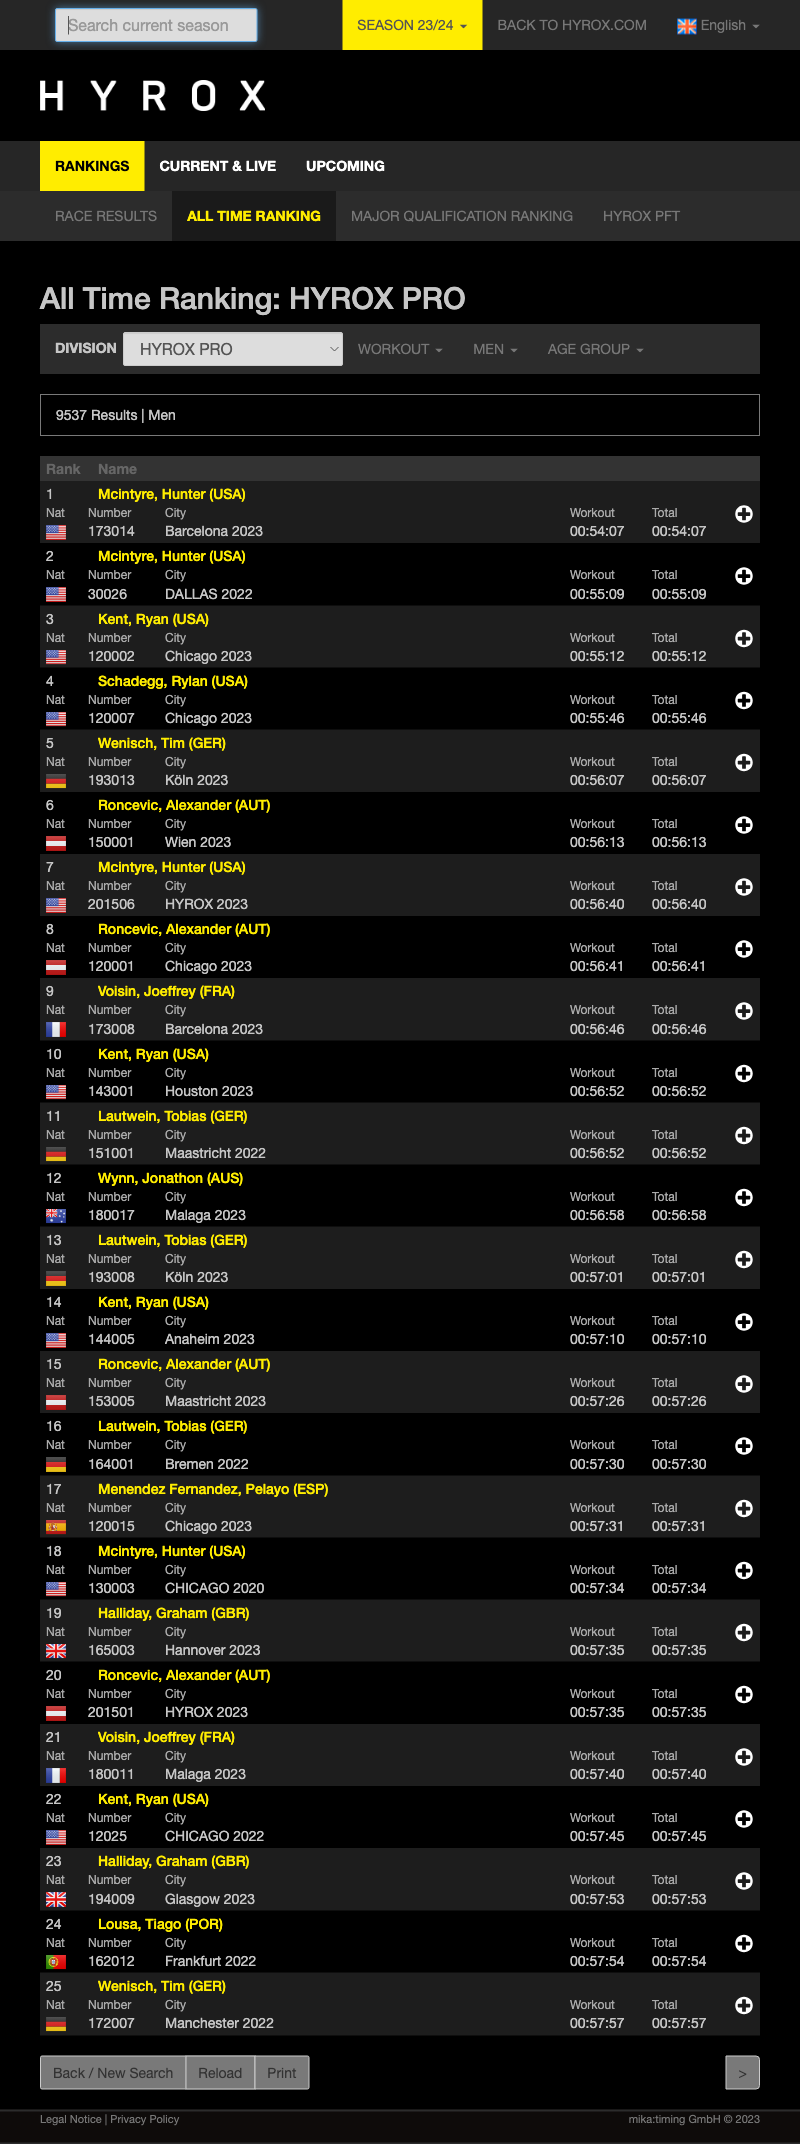 Search current season SEASON 23/24 BACK TO HYROX.COM English
HYROX
RANKINGS CURRENT & LIVE UPCOMING
RACE RESULTS ALL TIME RANKING MAJOR QUALIFICATION RANKING HYROX PFT
All Time Ranking: HYROX PRO
DIVISION HYROX PRO WORKOUT MEN AGE GROUP
9537 Results | Men
Rank Name
1 Mcintyre, Hunter (USA)
Nat Number City Workout Total
173014 Barcelona 2023 00:54:07 00:54:07
2 Mcintyre, Hunter (USA)
Nat Number City Workout Total
30026 DALLAS 2022 00:55:09 00:55:09
3 Kent, Ryan (USA)
Nat Number City Workout Total
120002 Chicago 2023 00:55:12 00:55:12
4 Schadegg, Rylan (USA)
Nat Number City Workout Total
120007 Chicago 2023 00:55:46 00:55:46
5 Wenisch, Tim (GER)
Nat Number City Workout Total
193013 Köln 2023 00:56:07 00:56:07
6 Roncevic, Alexander (AUT)
Nat Number City Workout Total
150001 Wien 2023 00:56:13 00:56:13
7 Mcintyre, Hunter (USA)
Nat Number City Workout Total
201506 HYROX 2023 00:56:40 00:56:40
8 Roncevic, Alexander (AUT)
Nat Number City Workout Total
120001 Chicago 2023 00:56:41 00:56:41
9 Voisin, Joeffrey (FRA)
Nat Number City Workout Total
173008 Barcelona 2023 00:56:46 00:56:46
10 Kent, Ryan (USA)
Nat Number City Workout Total
143001 Houston 2023 00:56:52 00:56:52
11 Lautwein, Tobias (GER)
Nat Number City Workout Total
151001 Maastricht 2022 00:56:52 00:56:52
12 Wynn, Jonathon (AUS)
Nat Number City Workout Total
180017 Malaga 2023 00:56:58 00:56:58
13 Lautwein, Tobias (GER)
Nat Number City Workout Total
193008 Köln 2023 00:57:01 00:57:01
14 Kent, Ryan (USA)
Nat Number City Workout Total
144005 Anaheim 2023 00:57:10 00:57:10
15 Roncevic, Alexander (AUT)
Nat Number City Workout Total
153005 Maastricht 2023 00:57:26 00:57:26
16 Lautwein, Tobias (GER)
Nat Number City Workout Total
164001 Bremen 2022 00:57:30 00:57:30
17 Menendez Fernandez, Pelayo (ESP)
Nat Number City Workout Total
120015 Chicago 2023 00:57:31 00:57:31
18 Mcintyre, Hunter (USA)
Nat Number City Workout Total
130003 CHICAGO 2020 00:57:34 00:57:34
19 Halliday, Graham (GBR)
Nat Number City Workout Total
165003 Hannover 2023 00:57:35 00:57:35
20 Roncevic, Alexander (AUT)
Nat Number City Workout Total
201501 HYROX 2023 00:57:35 00:57:35
21 Voisin, Joeffrey (FRA)
Nat Number City Workout Total
180011 Malaga 2023 00:57:40 00:57:40
22 Kent, Ryan (USA)
Nat Number City Workout Total
12025 CHICAGO 2022 00:57:45 00:57:45
23 Halliday, Graham (GBR)
Nat Number City Workout Total
194009 Glasgow 2023 00:57:53 00:57:53
24 Lousa, Tiago (POR)
Nat Number City Workout Total
162012 Frankfurt 2022 00:57:54 00:57:54
25 Wenisch, Tim (GER)
Nat Number City Workout Total
172007 Manchester 2022 00:57:57 00:57:57
Back / New Search Reload Print >
Legal Notice | Privacy Policy mika:timing GmbH © 2023